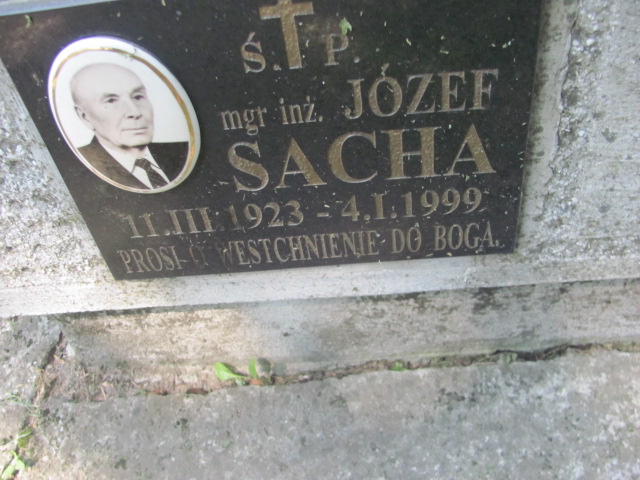 Ś. P.
mgr inż. JÓZEF
SACHA
11.III.1923 - 4.I.1999
PROSI O WESTCHNIENIE DO BOGA.